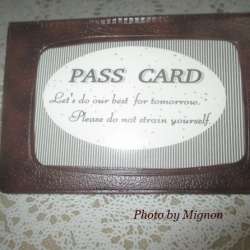 PASS CARD
Let's do our best for tomorrow.
Please do not strain yourself.
Photo by Mignon